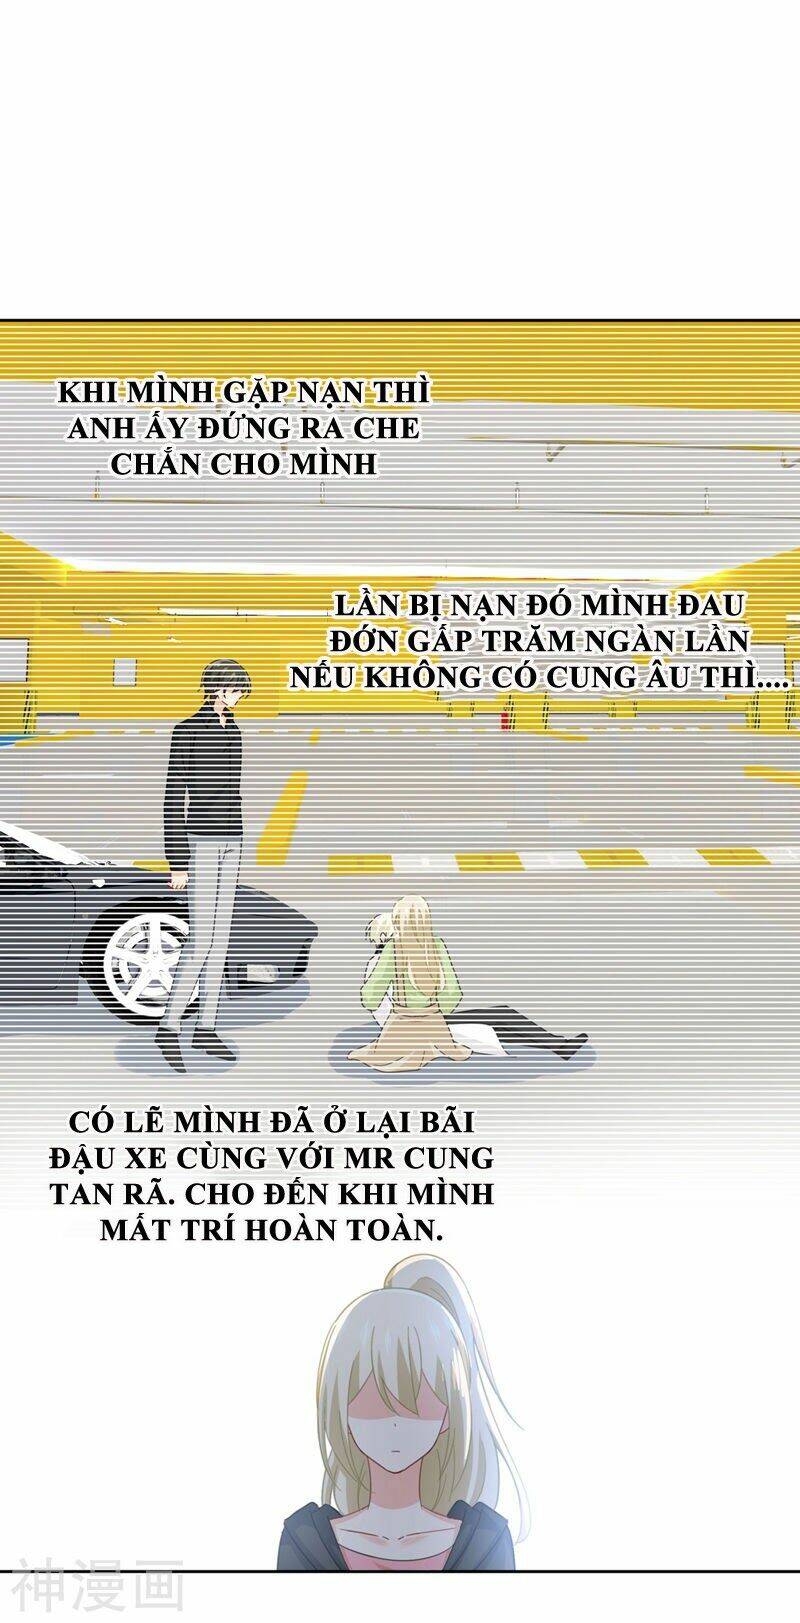 KHI MÌNH GẶP NẠN THÌ
ANH ẤY ĐỨNG RA CHE
CHẮN CHO MÌNH
LẦN BỊ NẠN ĐÓ MÌNH ĐAU
ĐỚN GẤP TRĂM NGÀN LẦN
NẾU KHÔNG CÓ CUNG ÂU THÌ....
CÓ LẼ MÌNH ĐÃ Ở LẠI BÃI
ĐẬU XE CÙNG VỚI MR CUNG
TAN RÃ. CHO ĐẾN KHI MÌNH
MẤT TRÍ HOÀN TOÀN.
神漫画